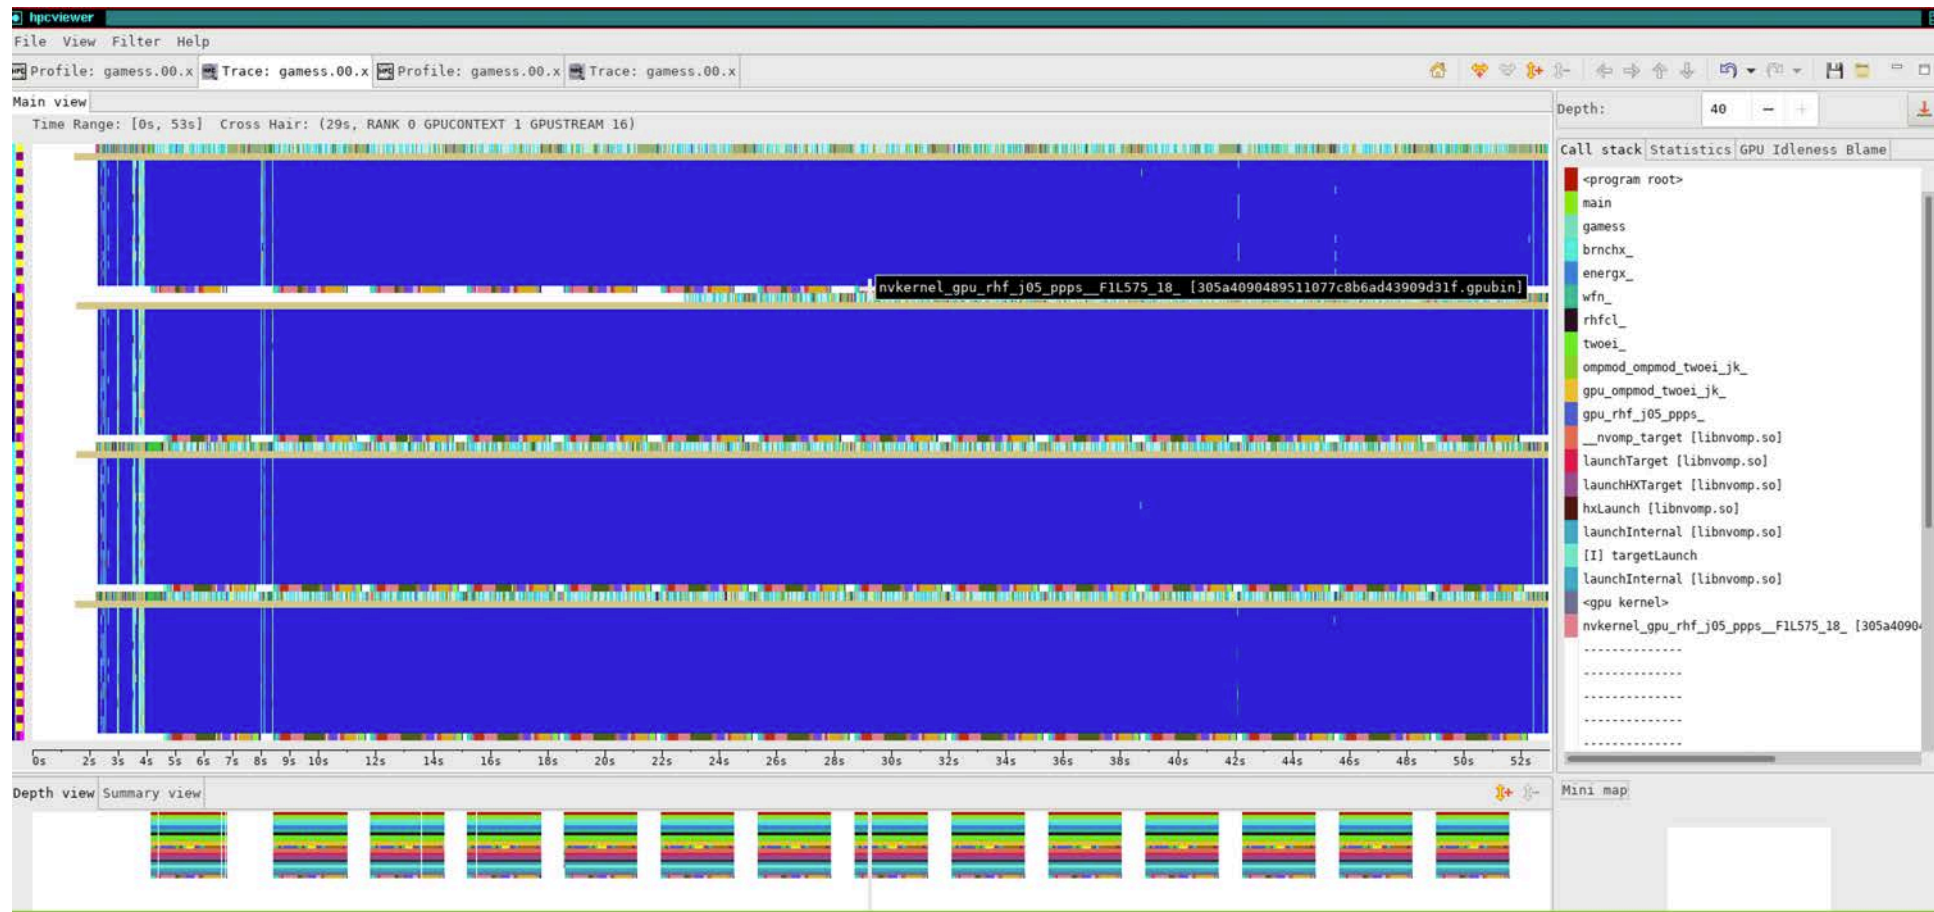 hpcviewer
File View Filter Help
Profile: gamess.00.x Trace: gamess.00.x Profile: gamess.00.x Trace: gamess.00.x
Main view
Time Range: [0s, 53s] Cross Hair: (29s, RANK 0 GPUCONTEXT 1 GPUSTREAM 16)
nvkernel_gpu_rhf_j05_ppps__F1L575_18_ [305a4090489511077c8b6ad43909d31f.gpubin]
0s 2s 3s 4s 5s 6s 7s 8s 9s 10s 12s 14s 16s 18s 20s 22s 24s 26s 28s 30s 32s 34s 36s 38s 40s 42s 44s 46s 48s 50s 52s
Depth view Summary view
Depth: 40 − +
Call stack Statistics GPU Idleness Blame
<program root>
main
gamess
brnchx_
energx_
wfn_
rhfcl_
twoei_
ompmod_ompmod_twoei_jk_
gpu_ompmod_twoei_jk_
gpu_rhf_j05_ppps_
__nvomp_target [libnvomp.so]
launchTarget [libnvomp.so]
launchHXTarget [libnvomp.so]
hxLaunch [libnvomp.so]
launchInternal [libnvomp.so]
[I] targetLaunch
launchInternal [libnvomp.so]
<gpu kernel>
nvkernel_gpu_rhf_j05_ppps__F1L575_18_ [305a4090
--------------
--------------
--------------
--------------
--------------
Mini map